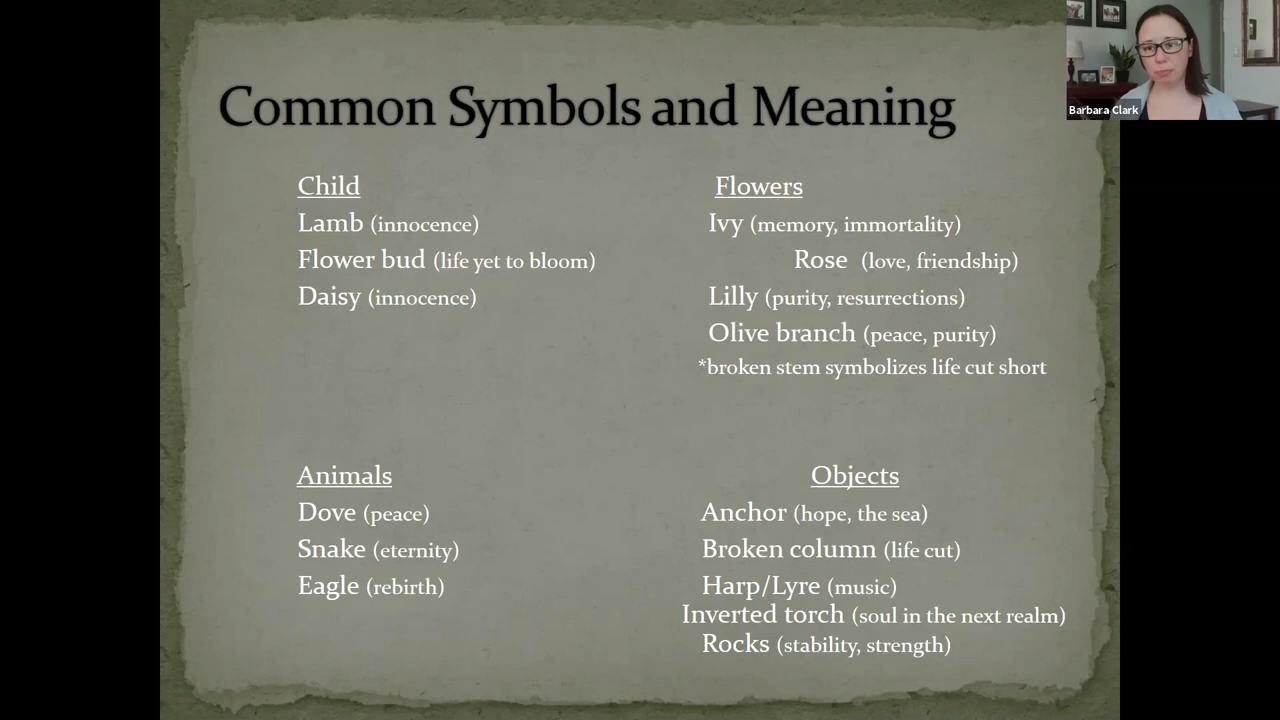 Common Symbols and Meaning
Barbara Clark
Child
Lamb (innocence)
Flower bud (life yet to bloom)
Daisy (innocence)
Flowers
Ivy (memory, immortality)
Rose (love, friendship)
Lilly (purity, resurrections)
Olive branch (peace, purity)
*broken stem symbolizes life cut short
Animals
Dove (peace)
Snake (eternity)
Eagle (rebirth)
Objects
Anchor (hope, the sea)
Broken column (life cut)
Harp/Lyre (music)
Inverted torch (soul in the next realm)
Rocks (stability, strength)